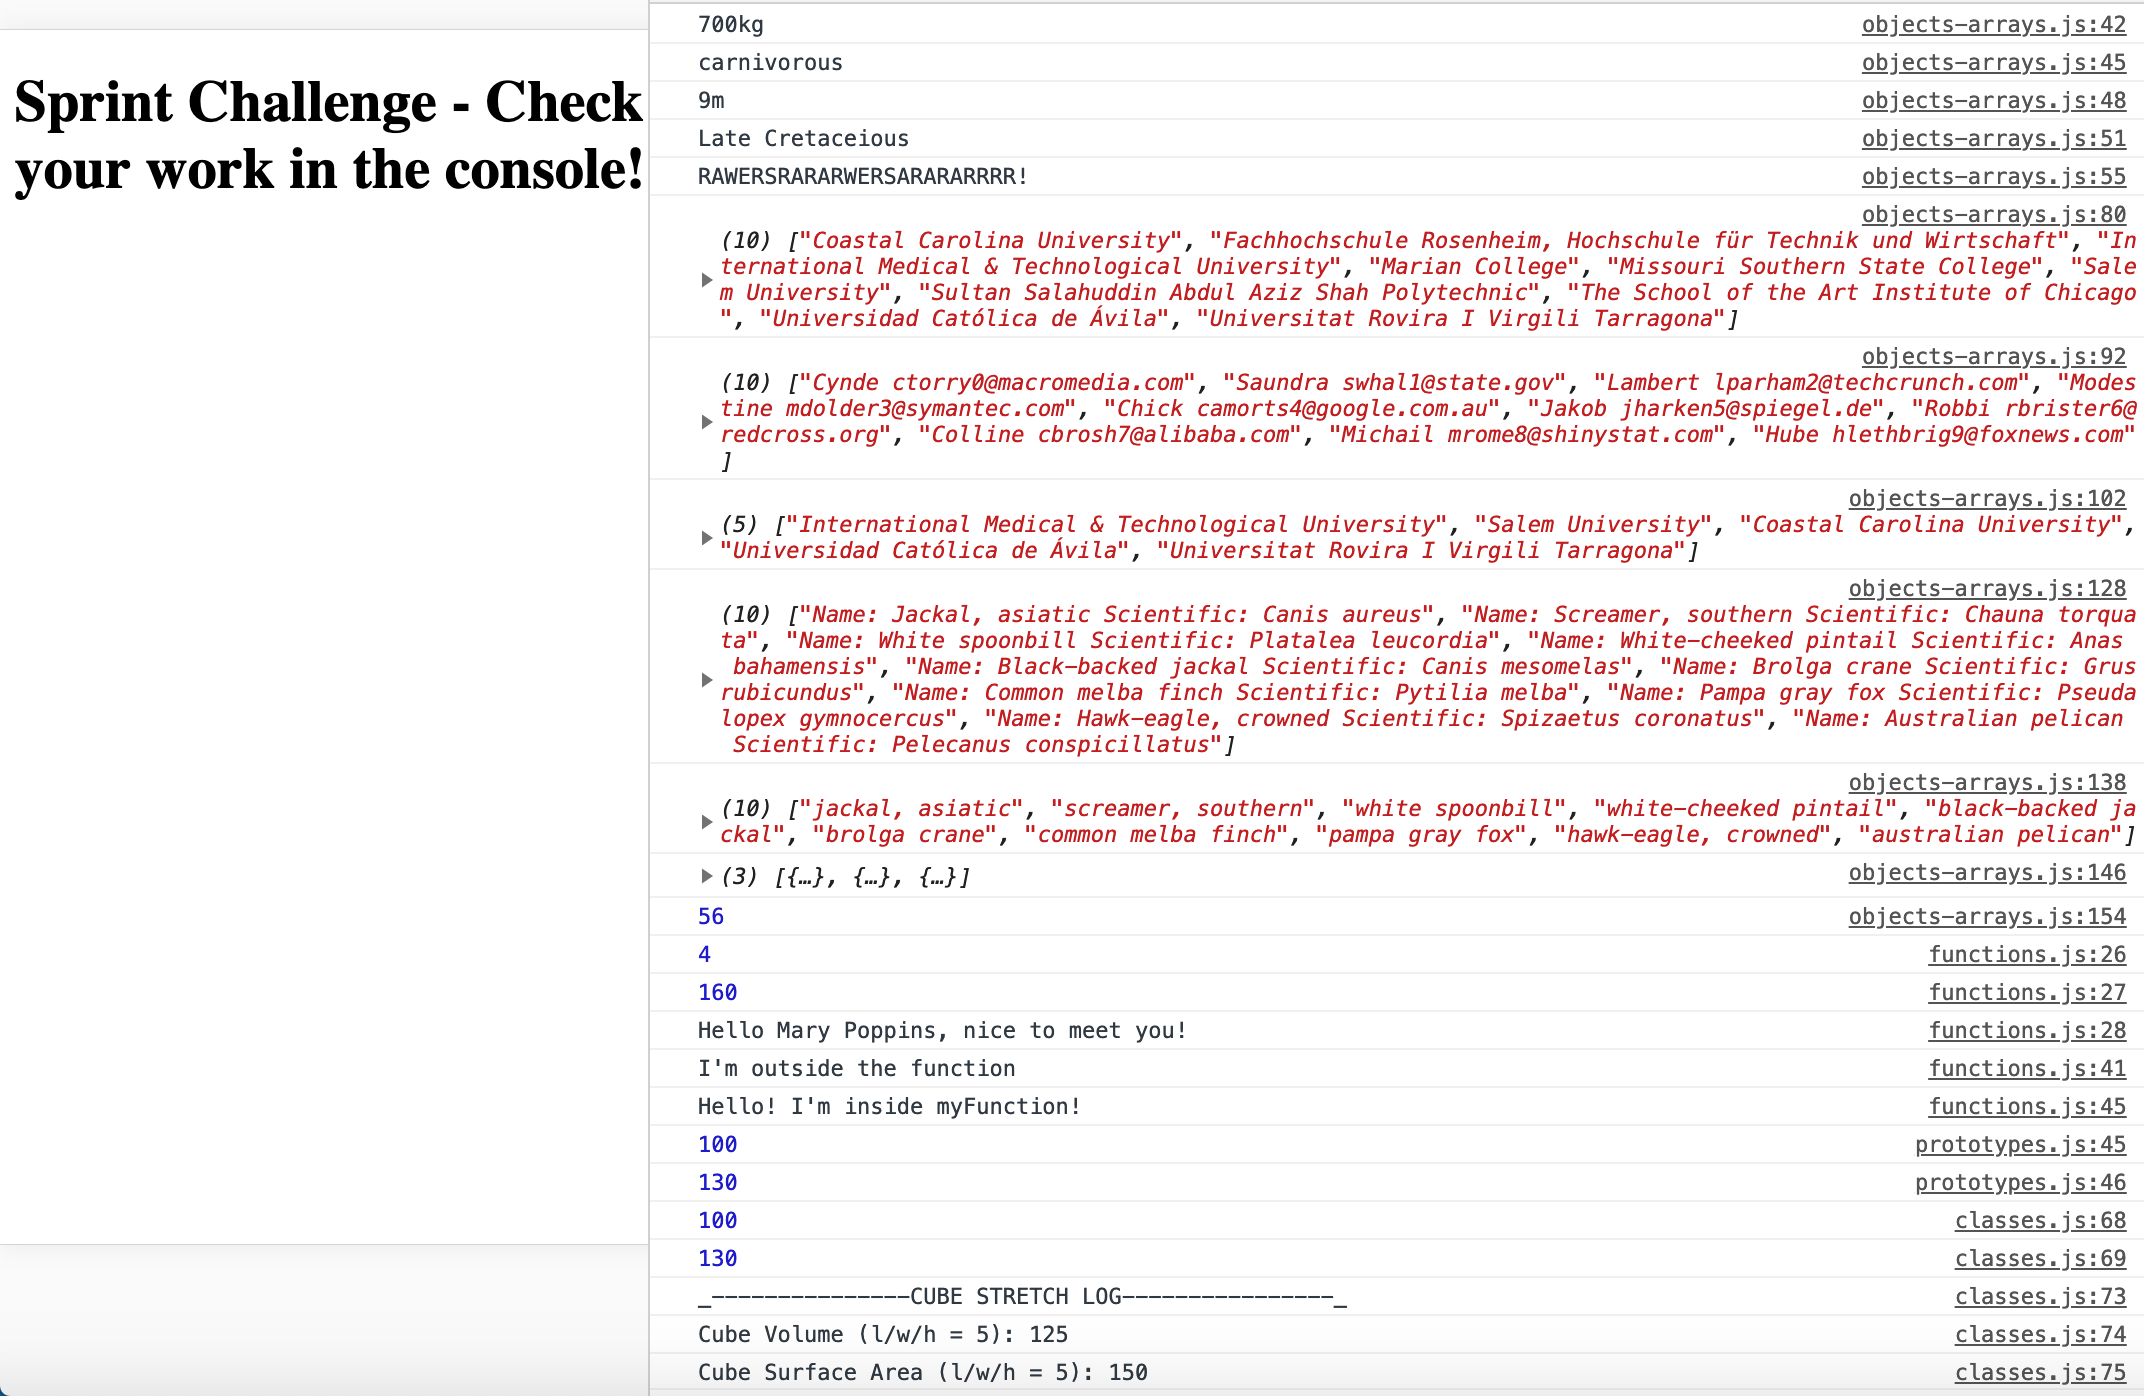 Sprint Challenge - Check
your work in the console!
700kg objects-arrays.js:42
carnivorous objects-arrays.js:45
9m objects-arrays.js:48
Late Cretaceious objects-arrays.js:51
RAWERSRARARWERSARARARRRR! objects-arrays.js:55
objects-arrays.js:80
(10) ["Coastal Carolina University", "Fachhochschule Rosenheim, Hochschule für Technik und Wirtschaft", "In
ternational Medical & Technological University", "Marian College", "Missouri Southern State College", "Sale
m University", "Sultan Salahuddin Abdul Aziz Shah Polytechnic", "The School of the Art Institute of Chicago
", "Universidad Católica de Ávila", "Universitat Rovira I Virgili Tarragona"]
objects-arrays.js:92
(10) ["Cynde ctorry0@macromedia.com", "Saundra swhal1@state.gov", "Lambert lparham2@techcrunch.com", "Modes
tine mdolder3@symantec.com", "Chick camorts4@google.com.au", "Jakob jharken5@spiegel.de", "Robbi rbrister6@
redcross.org", "Colline cbrosh7@alibaba.com", "Michail mrome8@shinystat.com", "Hube hlethbrig9@foxnews.com"
]
objects-arrays.js:102
(5) ["International Medical & Technological University", "Salem University", "Coastal Carolina University",
"Universidad Católica de Ávila", "Universitat Rovira I Virgili Tarragona"]
objects-arrays.js:128
(10) ["Name: Jackal, asiatic Scientific: Canis aureus", "Name: Screamer, southern Scientific: Chauna torqua
ta", "Name: White spoonbill Scientific: Platalea leucordia", "Name: White-cheeked pintail Scientific: Anas
bahamensis", "Name: Black-backed jackal Scientific: Canis mesomelas", "Name: Brolga crane Scientific: Grus
rubicundus", "Name: Common melba finch Scientific: Pytilia melba", "Name: Pampa gray fox Scientific: Pseuda
lopex gymnocercus", "Name: Hawk-eagle, crowned Scientific: Spizaetus coronatus", "Name: Australian pelican
Scientific: Pelecanus conspicillatus"]
objects-arrays.js:138
(10) ["jackal, asiatic", "screamer, southern", "white spoonbill", "white-cheeked pintail", "black-backed ja
ckal", "brolga crane", "common melba finch", "pampa gray fox", "hawk-eagle, crowned", "australian pelican"]
(3) [{…}, {…}, {…}] objects-arrays.js:146
56 objects-arrays.js:154
4 functions.js:26
160 functions.js:27
Hello Mary Poppins, nice to meet you! functions.js:28
I'm outside the function functions.js:41
Hello! I'm inside myFunction! functions.js:45
100 prototypes.js:45
130 prototypes.js:46
100 classes.js:68
130 classes.js:69
_---------------CUBE STRETCH LOG----------------_ classes.js:73
Cube Volume (l/w/h = 5): 125 classes.js:74
Cube Surface Area (l/w/h = 5): 150 classes.js:75